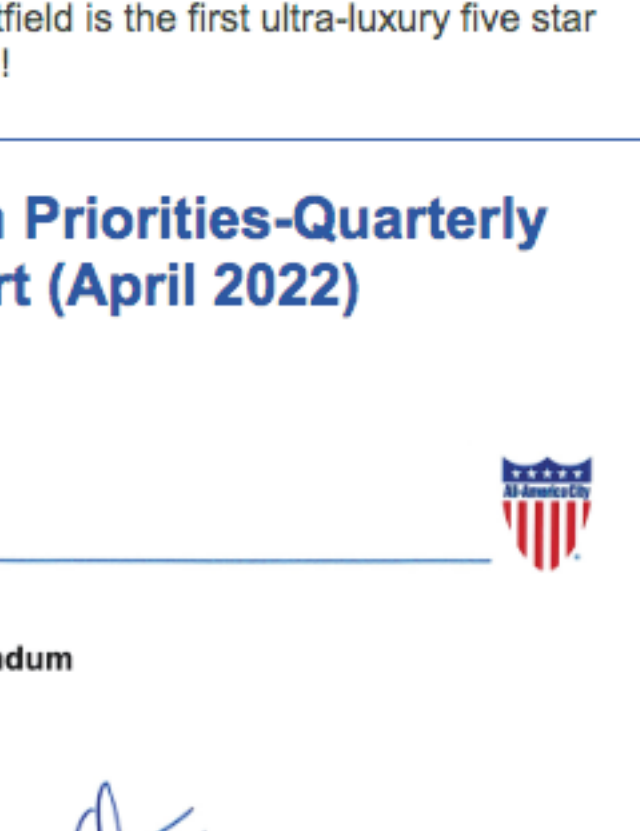 tfield is the first ultra-luxury five star
!
n Priorities-Quarterly
rt (April 2022)
All-America City
ndum